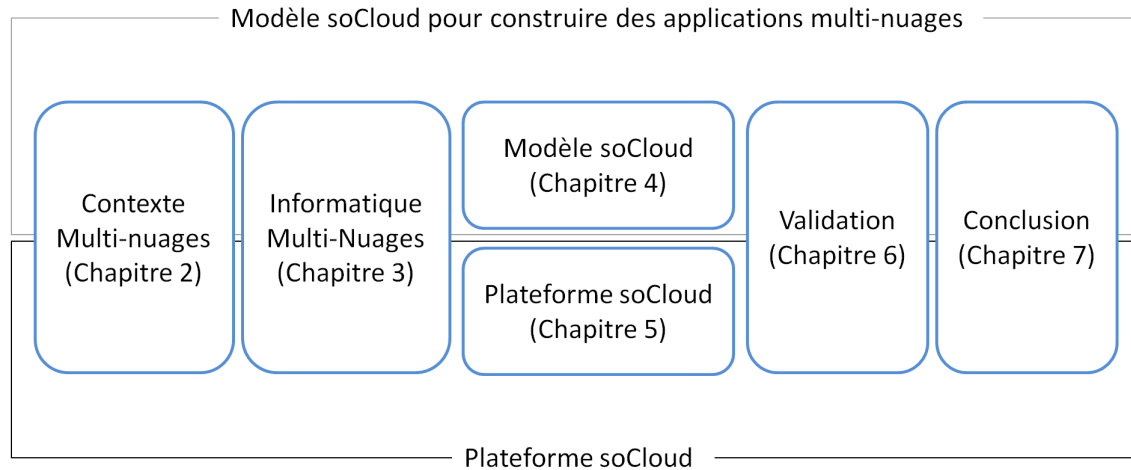 Modèle soCloud pour construire des applications multi-nuages
Contexte
Multi-nuages
(Chapitre 2)
Informatique
Multi-Nuages
(Chapitre 3)
Modèle soCloud
(Chapitre 4)
Plateforme soCloud
(Chapitre 5)
Validation
(Chapitre 6)
Conclusion
(Chapitre 7)
Plateforme soCloud